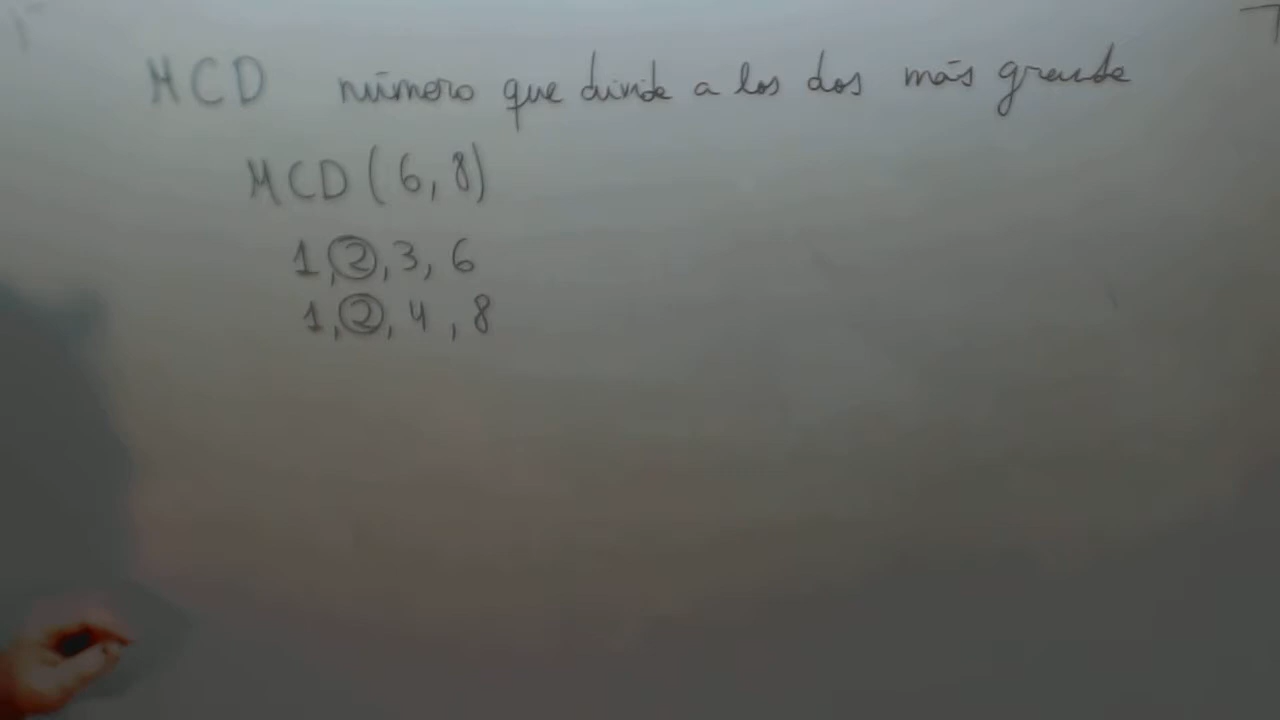 MCD número que divide a los dos más grande
MCD (6, 8)
1, 2, 3, 6
1, 2, 4, 8